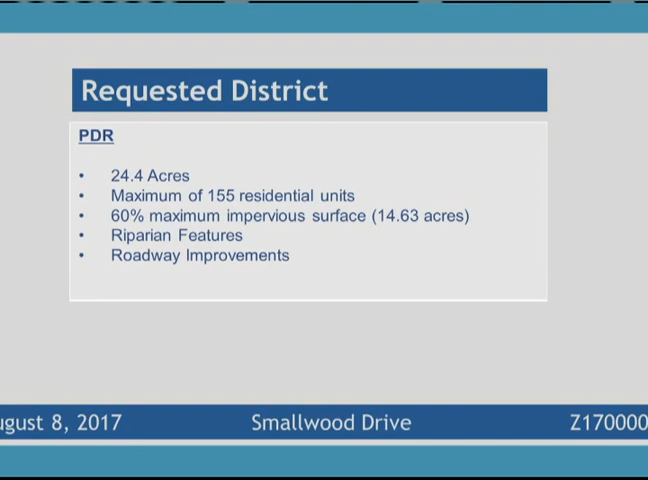 Requested District
PDR
• 24.4 Acres
• Maximum of 155 residential units
• 60% maximum impervious surface (14.63 acres)
• Riparian Features
• Roadway Improvements
ugust 8, 2017 Smallwood Drive Z170000